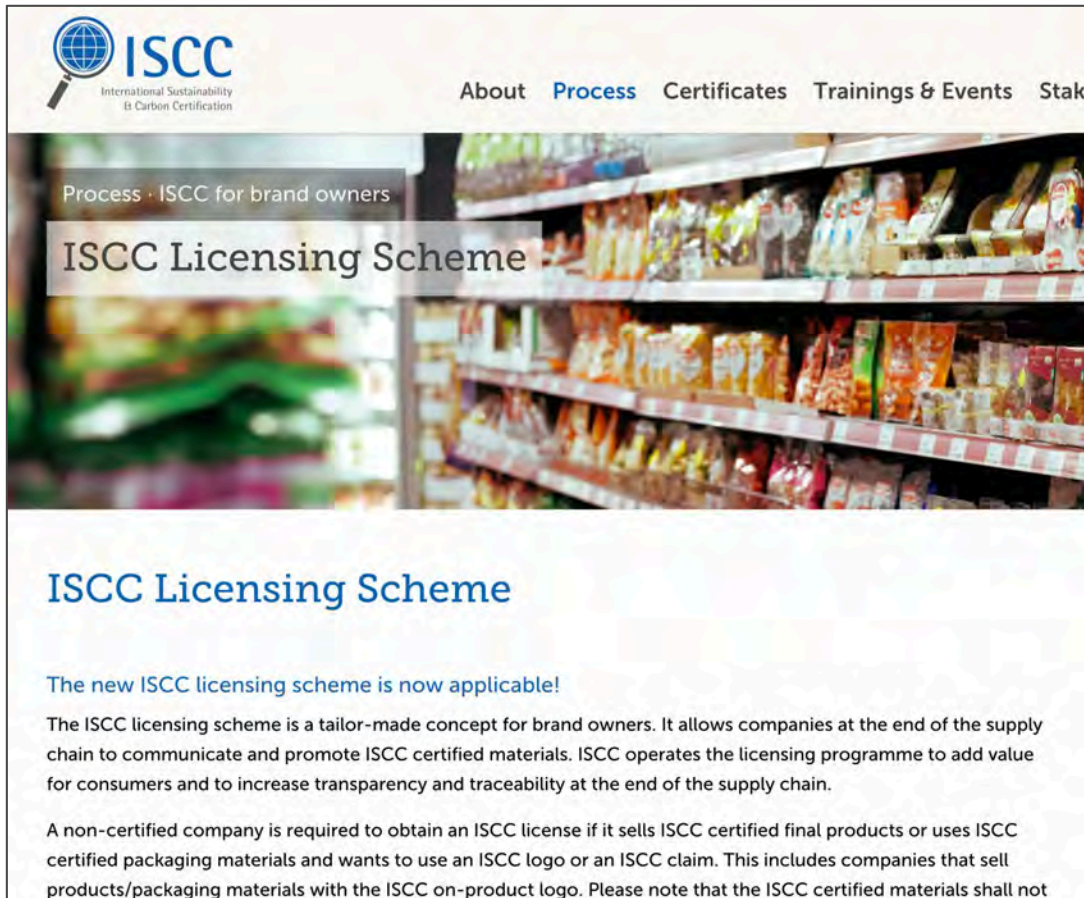 ISCC
International Sustainability
& Carbon Certification
About Process Certificates Trainings & Events Stak
Process · ISCC for brand owners
ISCC Licensing Scheme
ISCC Licensing Scheme
The new ISCC licensing scheme is now applicable!
The ISCC licensing scheme is a tailor-made concept for brand owners. It allows companies at the end of the supply
chain to communicate and promote ISCC certified materials. ISCC operates the licensing programme to add value
for consumers and to increase transparency and traceability at the end of the supply chain.
A non-certified company is required to obtain an ISCC license if it sells ISCC certified final products or uses ISCC
certified packaging materials and wants to use an ISCC logo or an ISCC claim. This includes companies that sell
products/packaging materials with the ISCC on-product logo. Please note that the ISCC certified materials shall not